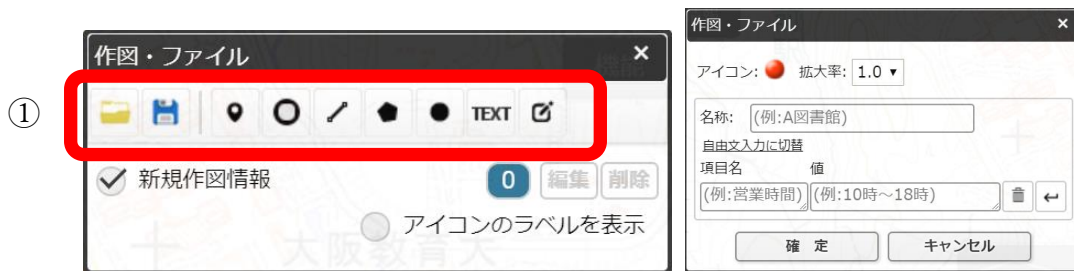 ①
作図・ファイル ×
TEXT
新規作図情報 0 編集 削除
アイコンのラベルを表示
大阪教育大
作図・ファイル ×
アイコン: 拡大率: 1.0 ▼
名称: (例:A図書館)
自由文入力に切替
項目名 値
(例:営業時間) (例:10時～18時)
確 定 キャンセル